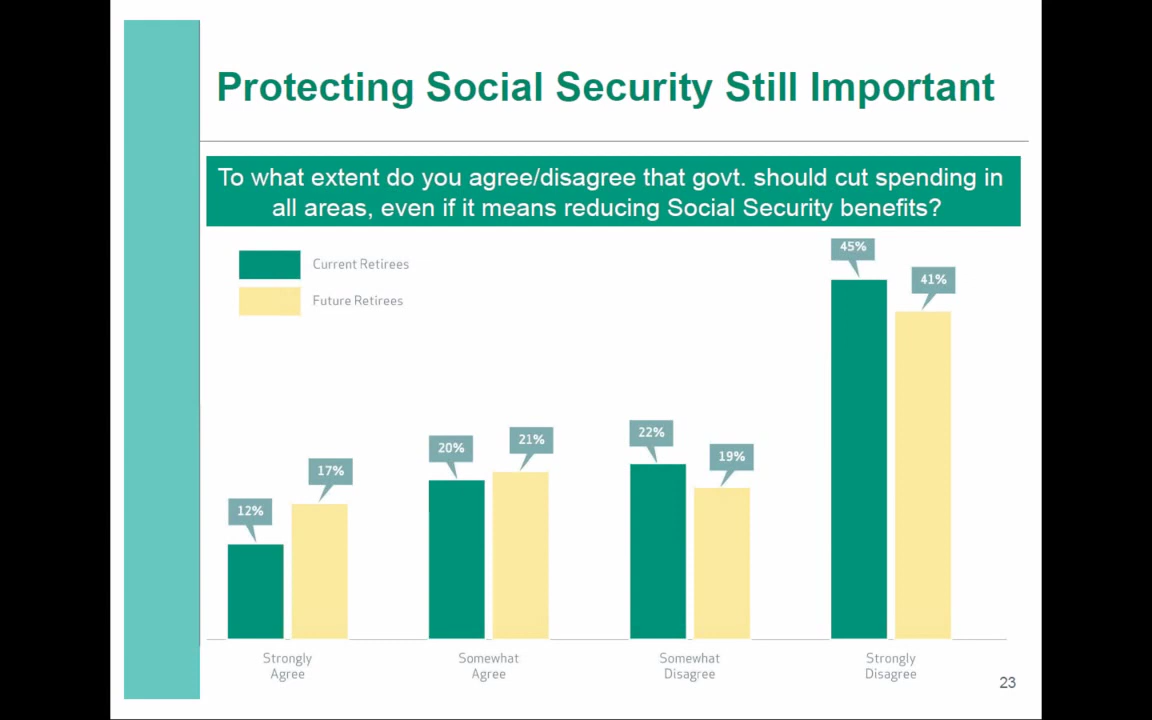 Protecting Social Security Still Important
To what extent do you agree/disagree that govt. should cut spending in
all areas, even if it means reducing Social Security benefits?
Current Retirees
Future Retirees
12%
17%
20%
21%
22%
19%
45%
41%
Strongly
Agree
Somewhat
Agree
Somewhat
Disagree
Strongly
Disagree
23